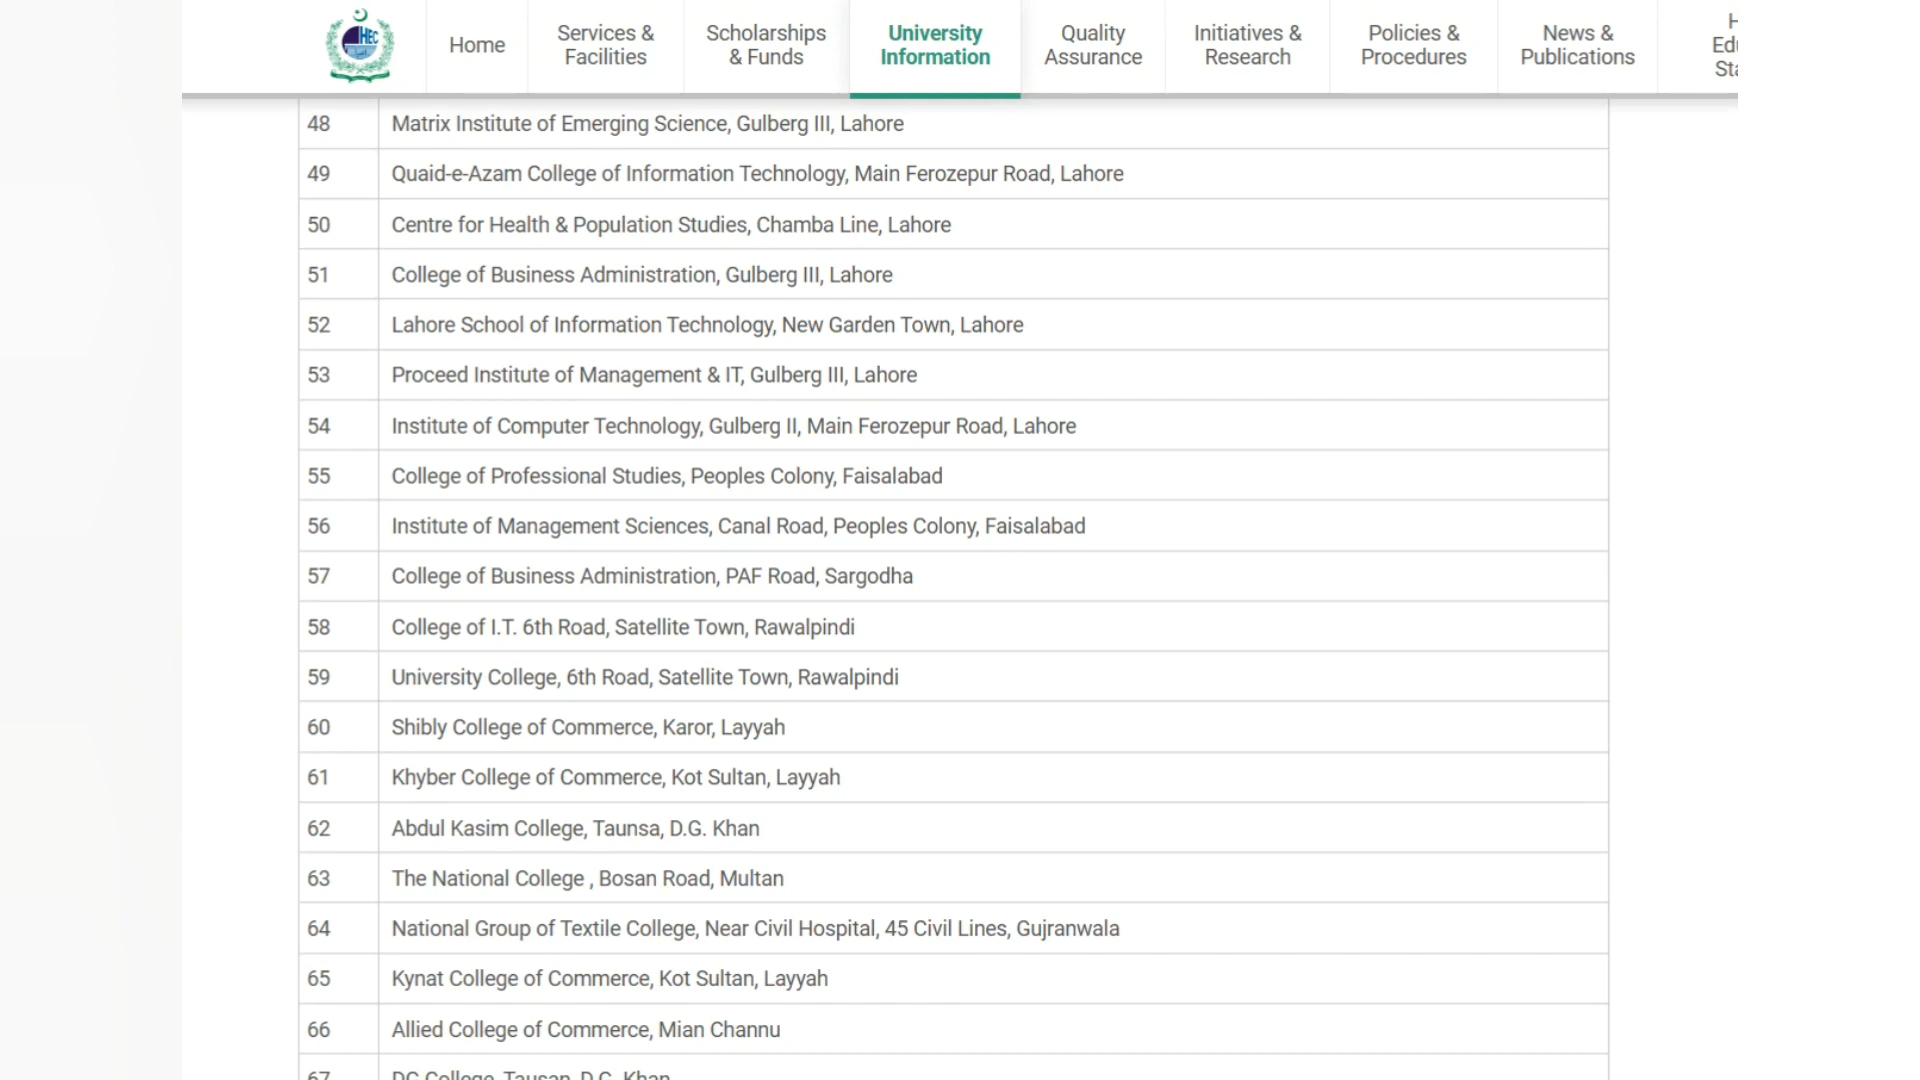 HEC
Home
Services &
Facilities
Scholarships
& Funds
University
Information
Quality
Assurance
Initiatives &
Research
Policies &
Procedures
News &
Publications
48 Matrix Institute of Emerging Science, Gulberg III, Lahore
49 Quaid-e-Azam College of Information Technology, Main Ferozepur Road, Lahore
50 Centre for Health & Population Studies, Chamba Line, Lahore
51 College of Business Administration, Gulberg III, Lahore
52 Lahore School of Information Technology, New Garden Town, Lahore
53 Proceed Institute of Management & IT, Gulberg III, Lahore
54 Institute of Computer Technology, Gulberg II, Main Ferozepur Road, Lahore
55 College of Professional Studies, Peoples Colony, Faisalabad
56 Institute of Management Sciences, Canal Road, Peoples Colony, Faisalabad
57 College of Business Administration, PAF Road, Sargodha
58 College of I.T. 6th Road, Satellite Town, Rawalpindi
59 University College, 6th Road, Satellite Town, Rawalpindi
60 Shibly College of Commerce, Karor, Layyah
61 Khyber College of Commerce, Kot Sultan, Layyah
62 Abdul Kasim College, Taunsa, D.G. Khan
63 The National College , Bosan Road, Multan
64 National Group of Textile College, Near Civil Hospital, 45 Civil Lines, Gujranwala
65 Kynat College of Commerce, Kot Sultan, Layyah
66 Allied College of Commerce, Mian Channu
67 DG College, Tausan, D.G. Khan